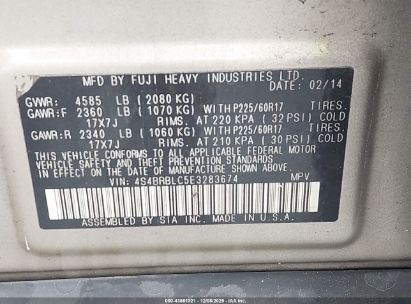 MFD. BY FUJI HEAVY INDUSTRIES LTD.
DATE: 02/14
GVWR: 4585 LB (2080 KG)
GAWR:F 2360 LB (1070 KG) WITH P225/60R17 TIRES.
17X7J RIMS. AT 220 KPA (32 PSI) COLD
GAWR:R 2340 LB (1060 KG) WITH P225/60R17 TIRES.
17X7J RIMS. AT 210 KPA (30 PSI) COLD
THIS VEHICLE CONFORMS TO ALL APPLICABLE FEDERAL MOTOR
VEHICLE SAFETY AND THEFT PREVENTION STANDARDS
IN EFFECT ON THE DATE OF MANUFACTURE SHOWN ABOVE.
VIN: 4S4BRBLC5E3283674 MPV
ASSEMBLED BY SIA INC. MADE IN U.S.A.